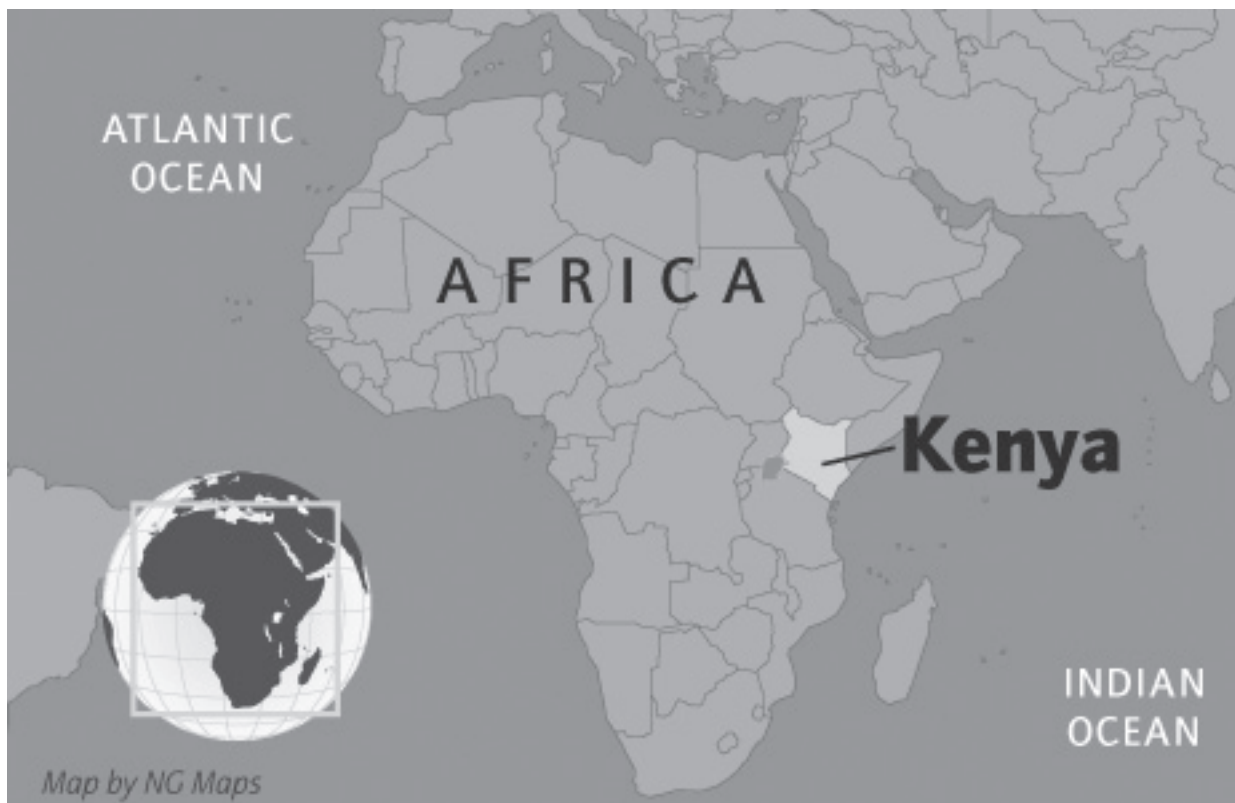 ATLANTIC
OCEAN
AFRICA
Kenya
INDIAN
OCEAN
Map by NG Maps